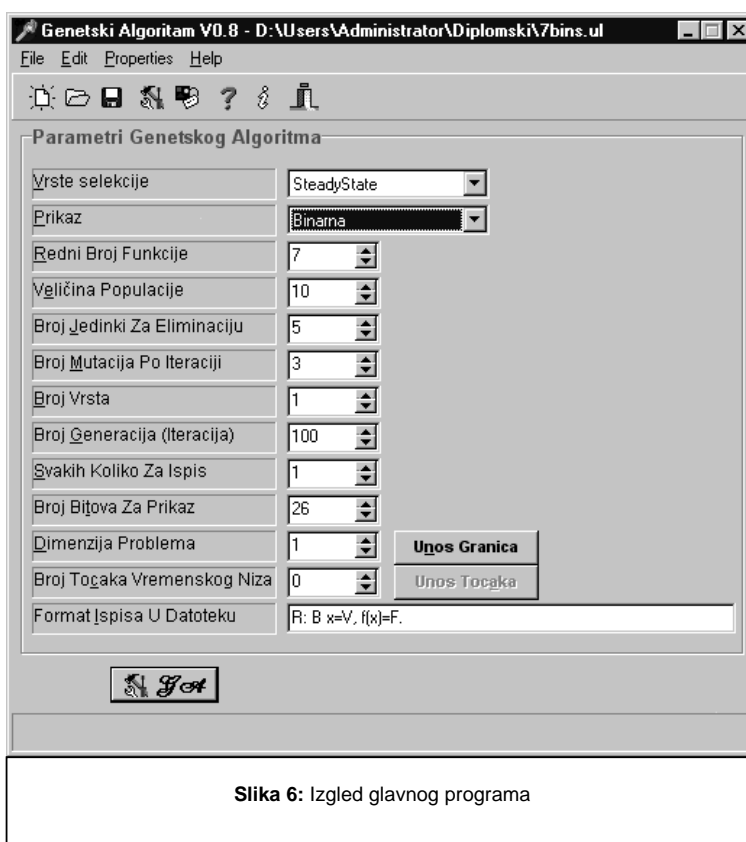 Genetski Algoritam V0.8 - D:\Users\Administrator\Diplomski\7bins.ul
File Edit Properties Help
Parametri Genetskog Algoritma
Vrste selekcije SteadyState
Prikaz Binarna
Redni Broj Funkcije 7
Veličina Populacije 10
Broj Jedinki Za Eliminaciju 5
Broj Mutacija Po Iteraciji 3
Broj Vrsta 1
Broj Generacija (Iteracija) 100
Svakih Koliko Za Ispis 1
Broj Bitova Za Prikaz 26
Dimenzija Problema 1 Unos Granica
Broj Tocaka Vremenskog Niza 0 Unos Tocaka
Format Ispisa U Datoteku R: B x=V, f(x)=F.
GA
Slika 6: Izgled glavnog programa